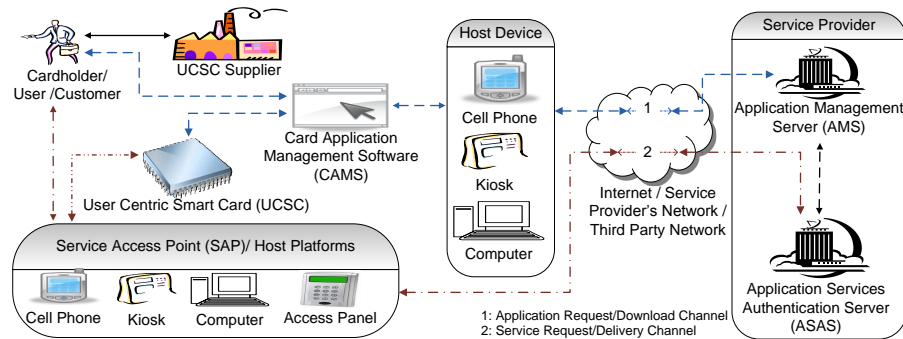 Cardholder/
User /Customer
UCSC Supplier
Card Application
Management Software
(CAMS)
User Centric Smart Card (UCSC)
Host Device
Cell Phone
Kiosk
Computer
1
2
Internet / Service
Provider's Network /
Third Party Network
Service Provider
Application Management
Server (AMS)
Application Services
Authentication Server
(ASAS)
Service Access Point (SAP)/ Host Platforms
Cell Phone
Kiosk
Computer
Access Panel
1: Application Request/Download Channel
2: Service Request/Delivery Channel